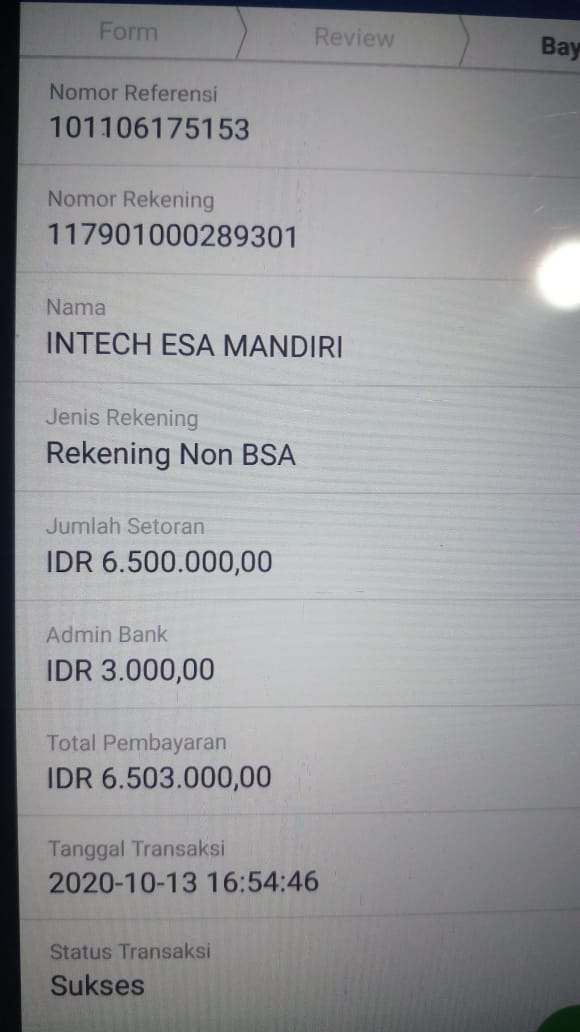 Form
Review
Bay
Nomor Referensi
101106175153
Nomor Rekening
117901000289301
Nama
INTECH ESA MANDIRI
Jenis Rekening
Rekening Non BSA
Jumlah Setoran
IDR 6.500.000,00
Admin Bank
IDR 3.000,00
Total Pembayaran
IDR 6.503.000,00
Tanggal Transaksi
2020-10-13 16:54:46
Status Transaksi
Sukses